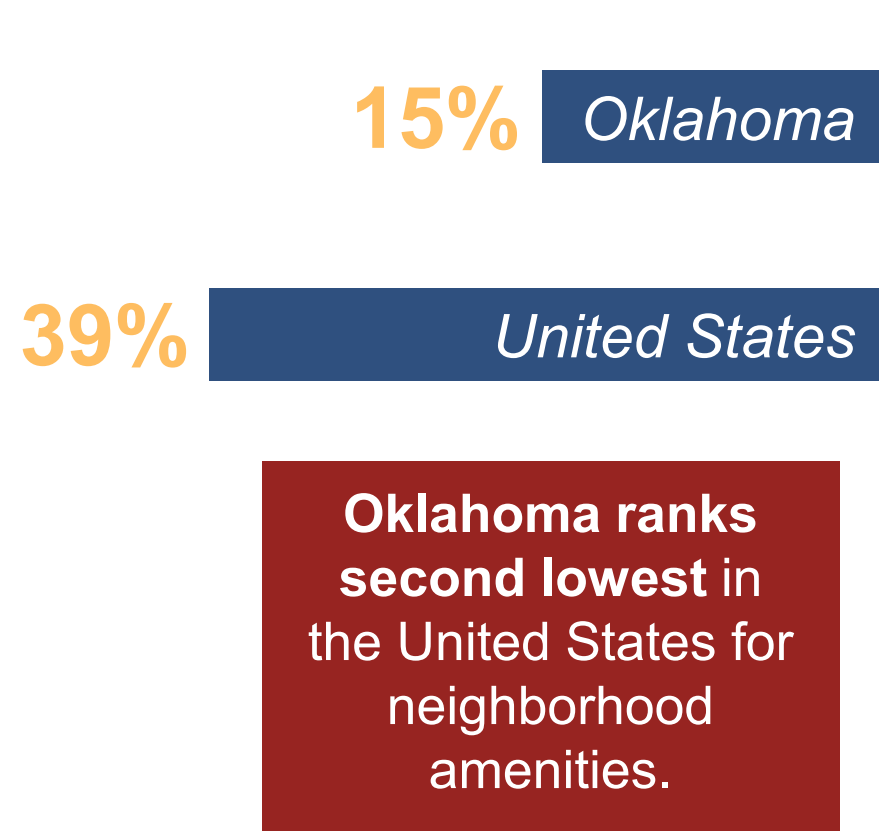 15% Oklahoma
39% United States
Oklahoma ranks
second lowest in
the United States for
neighborhood
amenities.